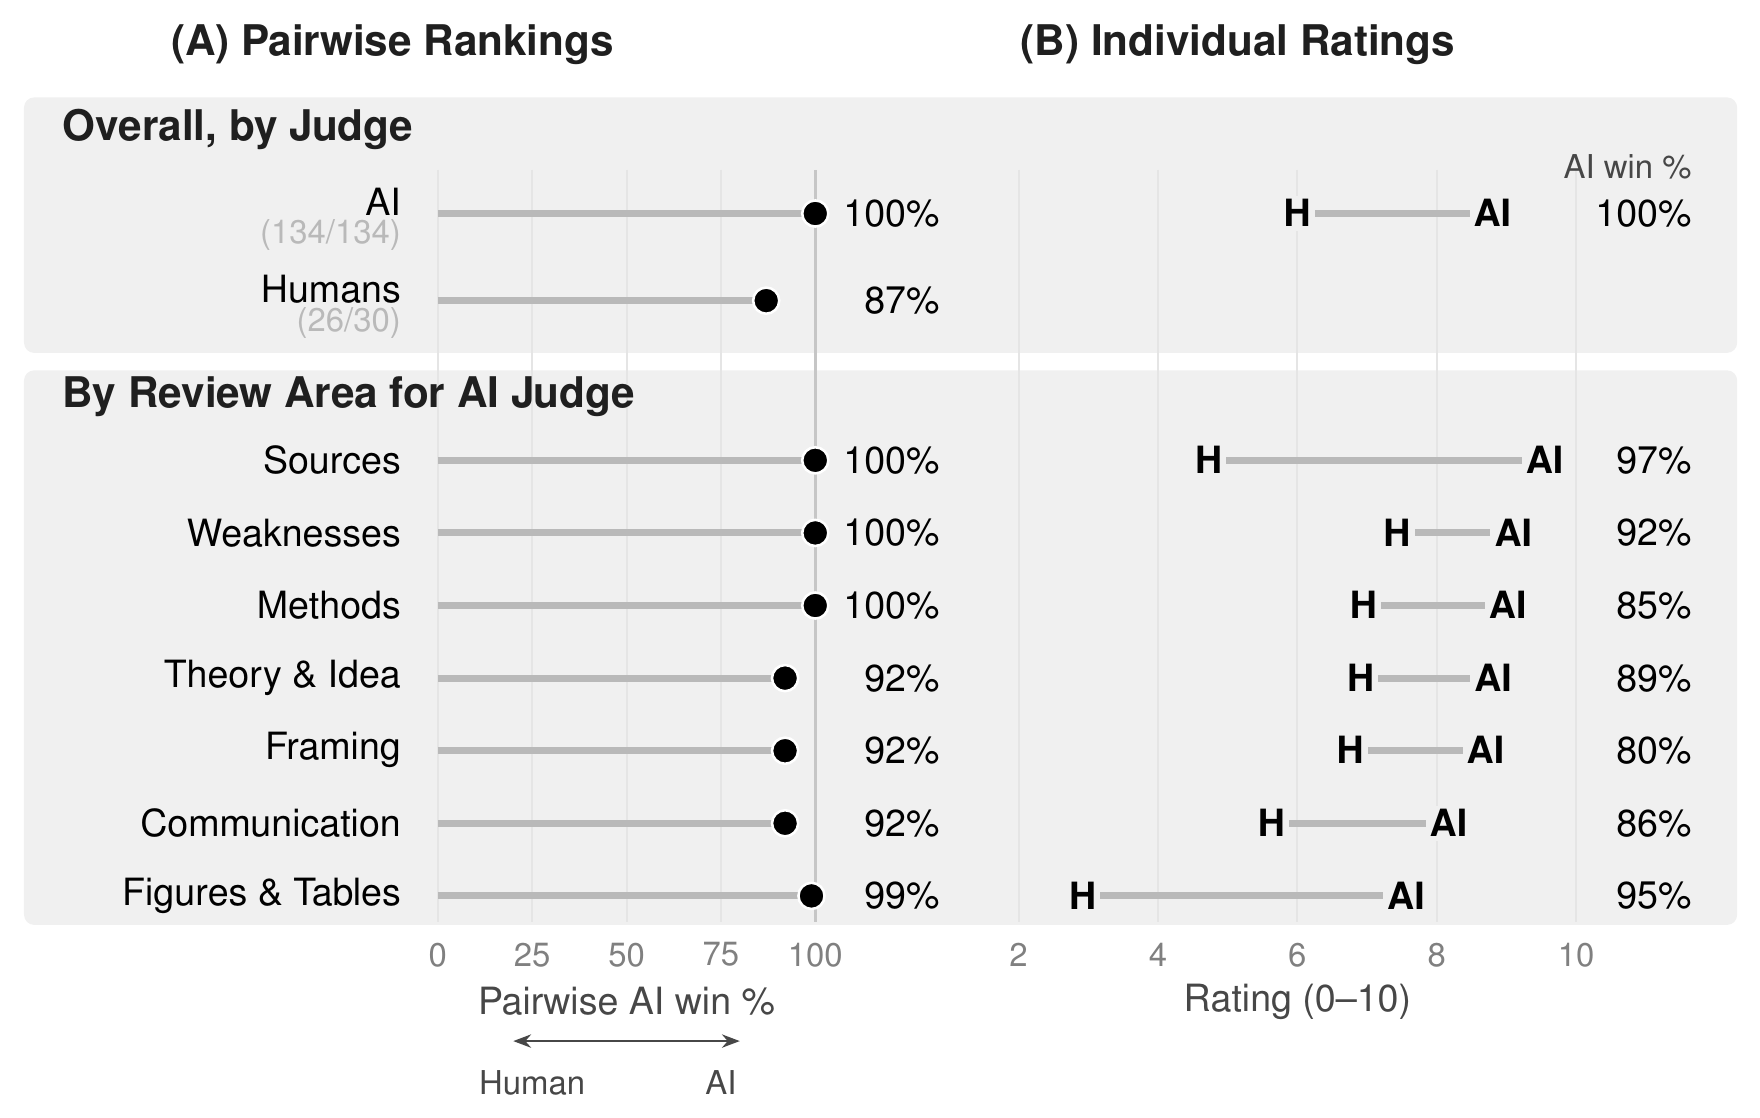 (A) Pairwise Rankings
(B) Individual Ratings
Overall, by Judge
AI win %
AI
(134/134)
100%
H AI
100%
Humans
(26/30)
87%
By Review Area for AI Judge
Sources 100% H AI 97%
Weaknesses 100% H AI 92%
Methods 100% H AI 85%
Theory & Idea 92% H AI 89%
Framing 92% H AI 80%
Communication 92% H AI 86%
Figures & Tables 99% H AI 95%
0 25 50 75 100
2 4 6 8 10
Pairwise AI win %
Rating (0–10)
Human AI